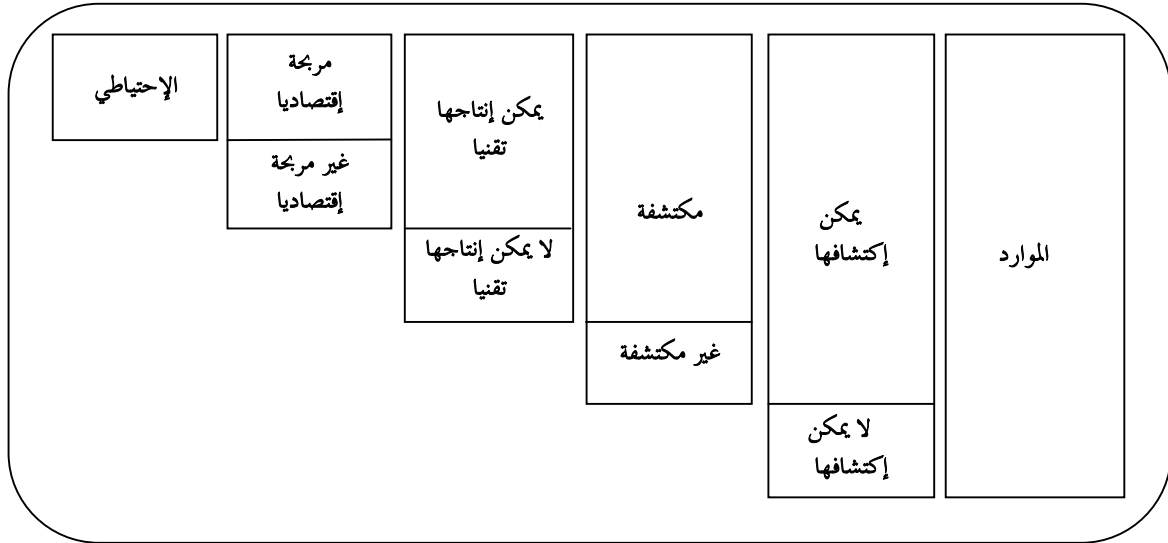 الموارد
يمكن
إكتشافها
لا يمكن
إكتشافها
مكتشفة
غير مكتشفة
يمكن إنتاجها
تقنيا
لا يمكن إنتاجها
تقنيا
مربحة
إقتصاديا
غير مربحة
إقتصاديا
الإحتياطي